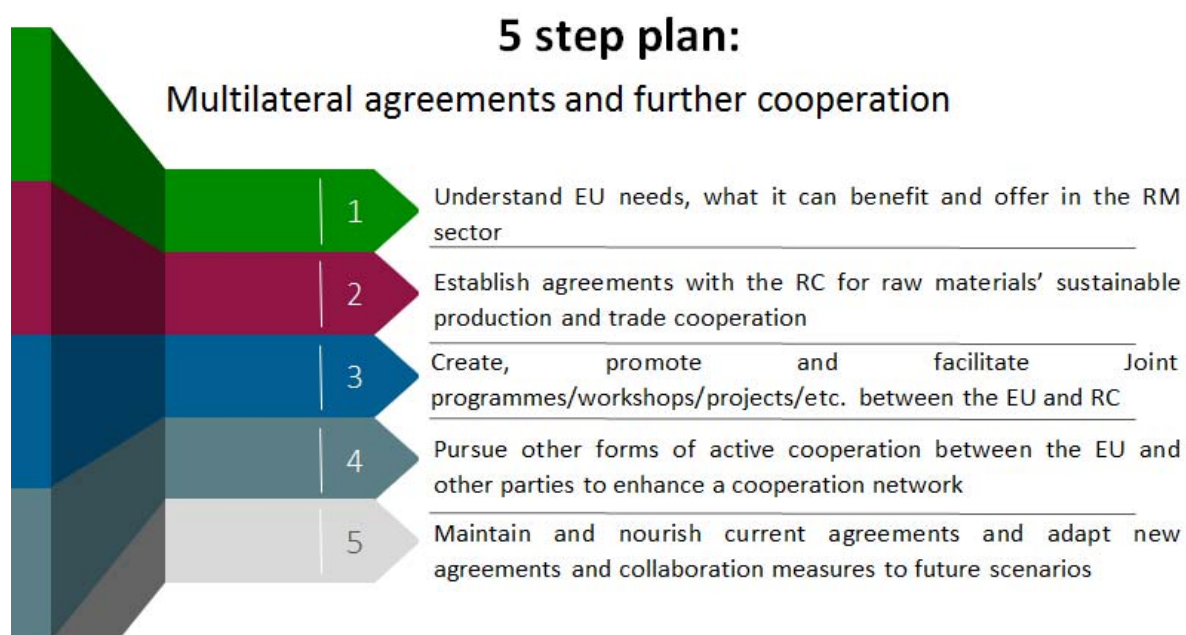 5 step plan:
Multilateral agreements and further cooperation
1
Understand EU needs, what it can benefit and offer in the RM
sector
2
Establish agreements with the RC for raw materials’ sustainable
production and trade cooperation
3
Create, promote and facilitate Joint
programmes/workshops/projects/etc. between the EU and RC
4
Pursue other forms of active cooperation between the EU and
other parties to enhance a cooperation network
5
Maintain and nourish current agreements and adapt new
agreements and collaboration measures to future scenarios